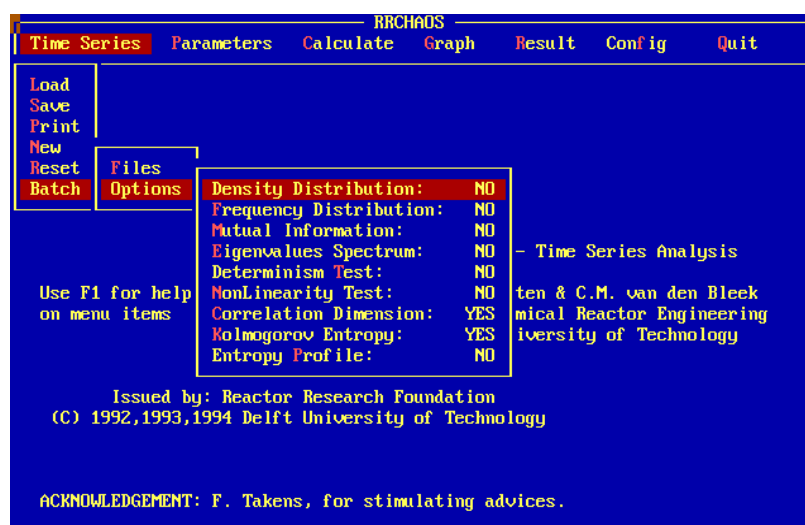 RRCHAOS
Time Series Parameters Calculate Graph Result Config Quit
Load
Save
Print
New
Reset Files
Batch Options Density Distribution: NO
Frequency Distribution: NO
Mutual Information: NO
Eigenvalues Spectrum: NO - Time Series Analysis
Determinism Test: NO
Use F1 for help NonLinearity Test: NO ten & C.M. van den Bleek
on menu items Correlation Dimension: YES mical Reactor Engineering
Kolmogorov Entropy: YES iversity of Technology
Entropy Profile: NO
Issued by: Reactor Research Foundation
(C) 1992,1993,1994 Delft University of Technology
ACKNOWLEDGEMENT: F. Takens, for stimulating advices.